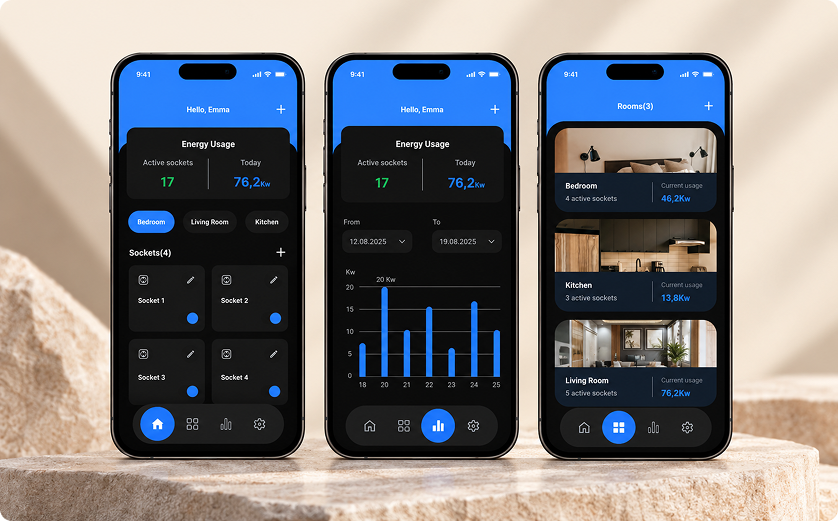 9:41
Hello, Emma
+
Energy Usage
Active sockets
Today
17
76,2Kw
Bedroom
Living Room
Kitchen
Sockets(4)
+
Socket 1
Socket 2
Socket 3
Socket 4
9:41
Hello, Emma
+
Energy Usage
Active sockets
Today
17
76,2Kw
From
To
12.08.2025
19.08.2025
Kw
20 Kw
20
15
10
5
0
18 20 21 22 23 24 25
9:41
Rooms(3)
+
Bedroom
Current usage
4 active sockets
46,2Kw
Kitchen
Current usage
3 active sockets
13,8Kw
Living Room
Current usage
5 active sockets
76,2Kw